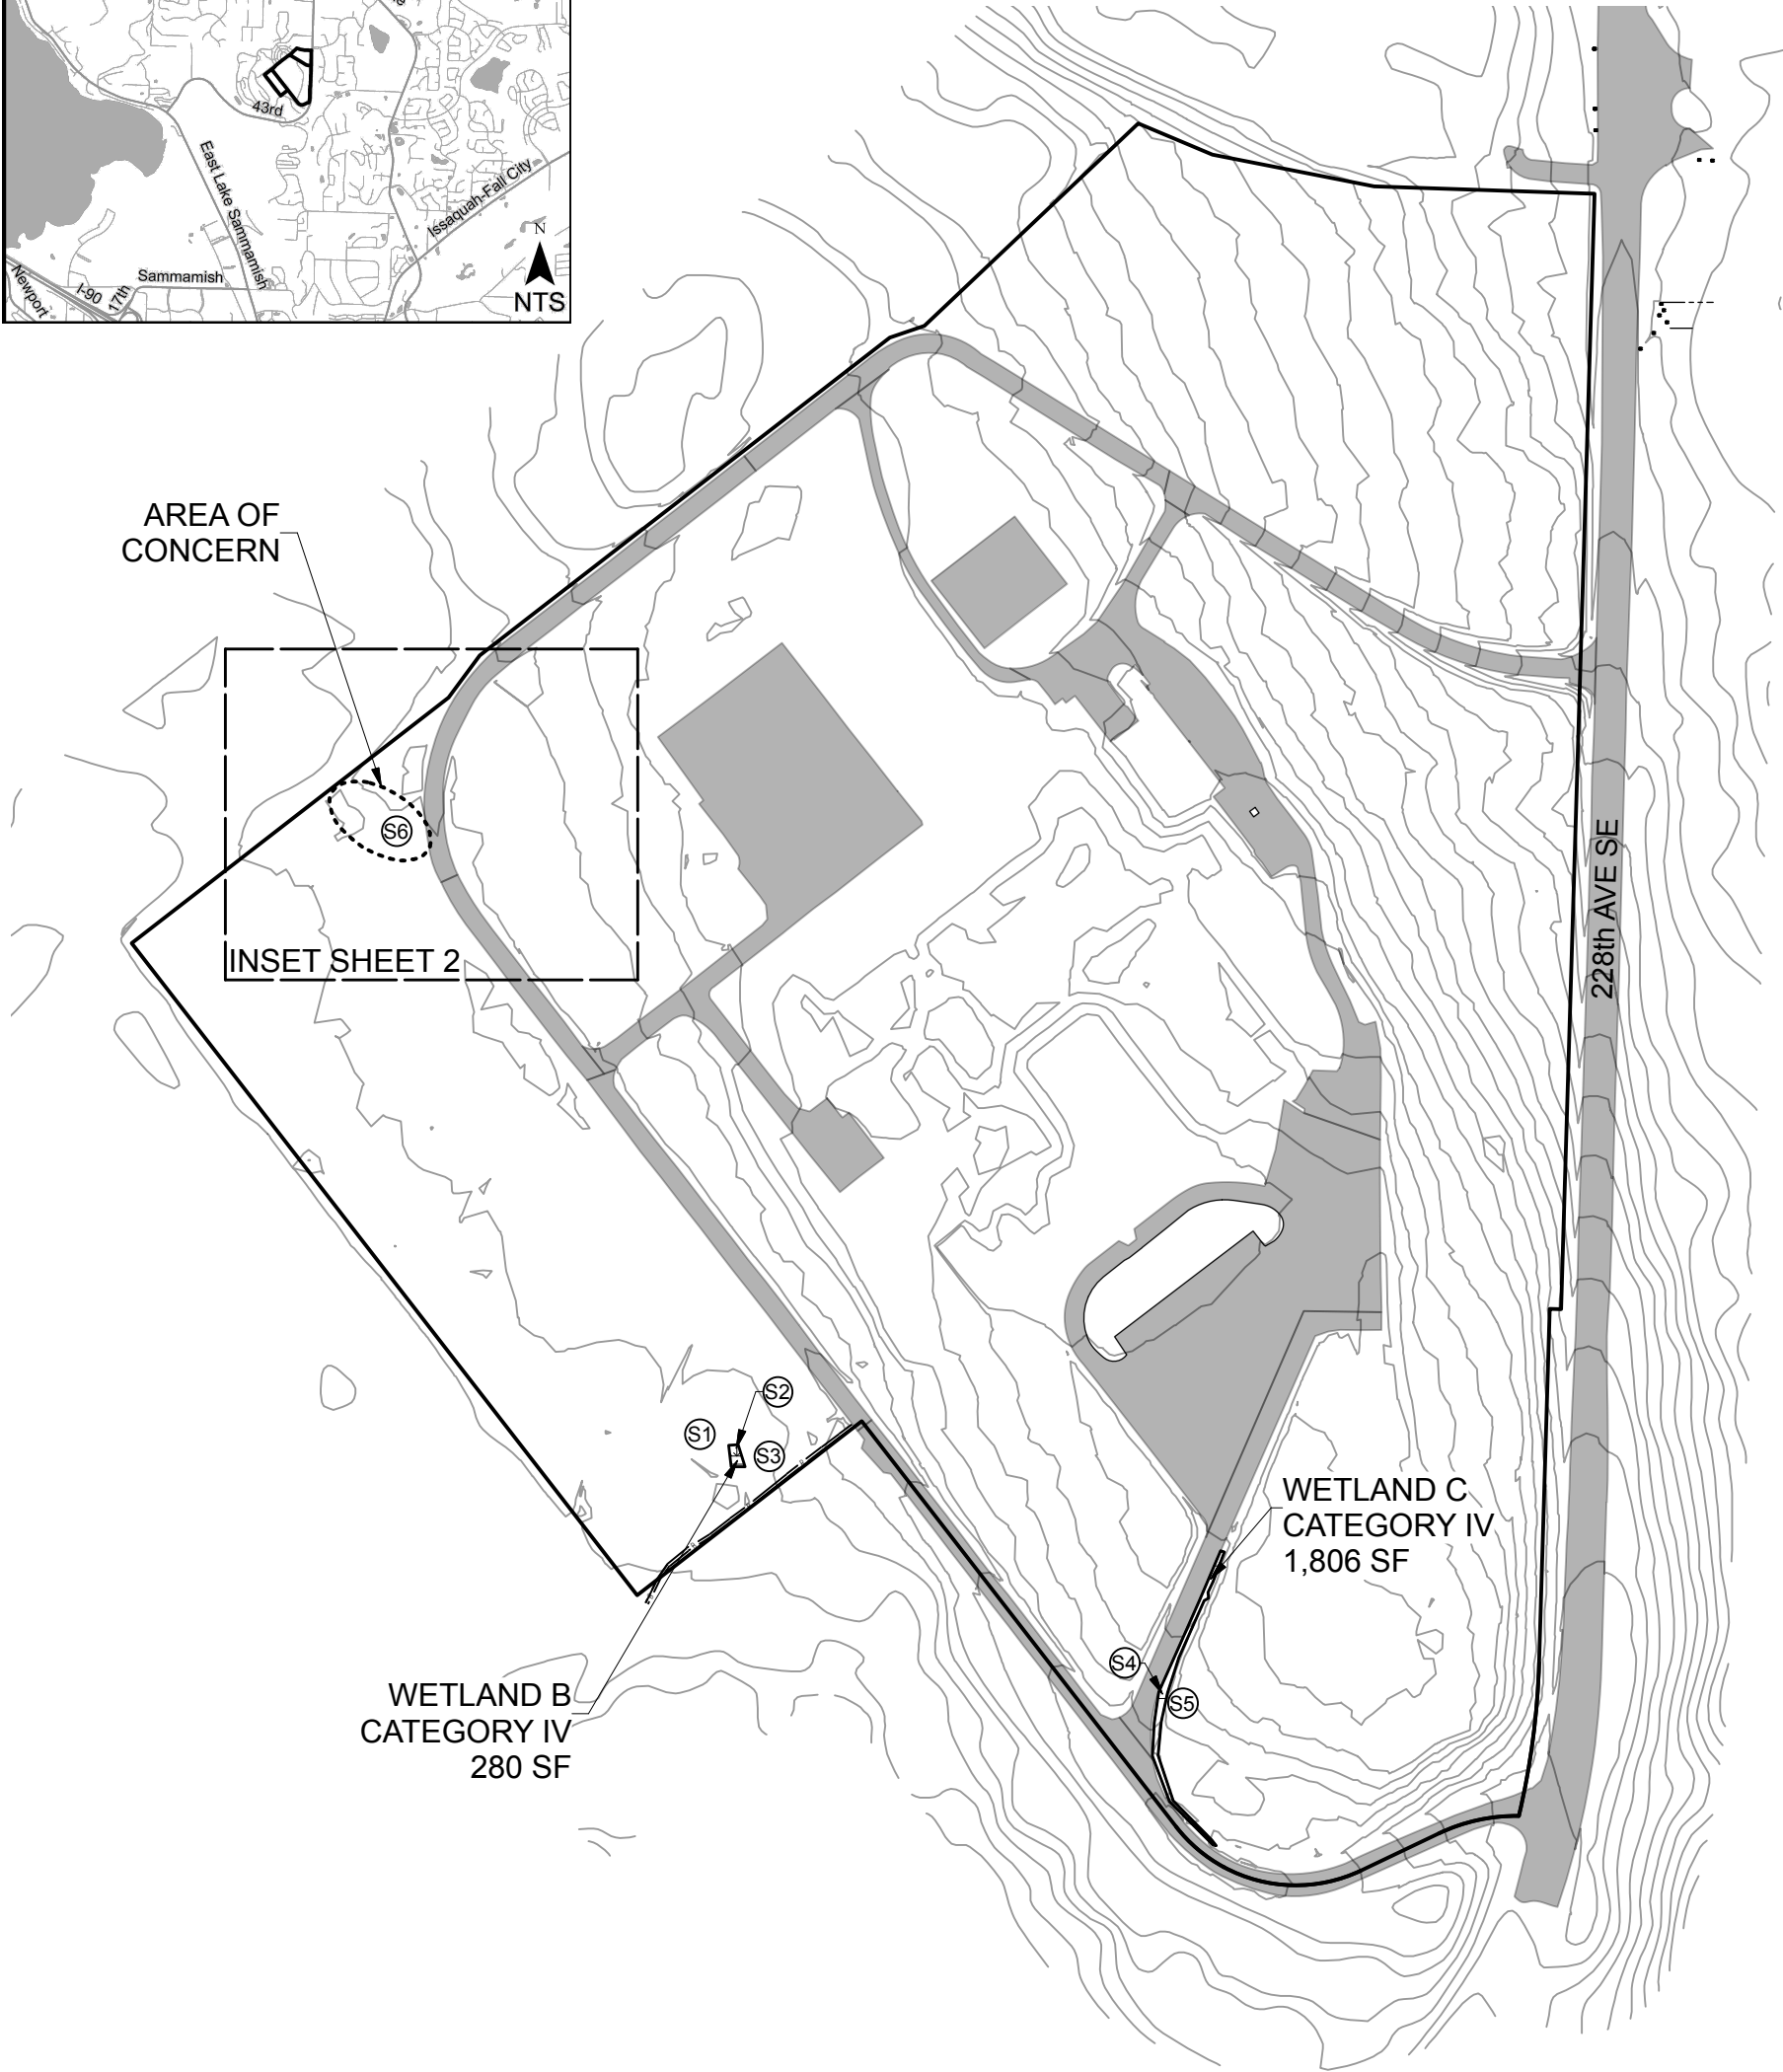 43rd
East Lake Sammamish
Issaquah-Fall City
N
NTS
Sammamish
I-90
17th
Newport
AREA OF
CONCERN
S6
INSET SHEET 2
228th AVE SE
S2
S1
S3
WETLAND C
CATEGORY IV
1,806 SF
S4
S5
WETLAND B
CATEGORY IV
280 SF